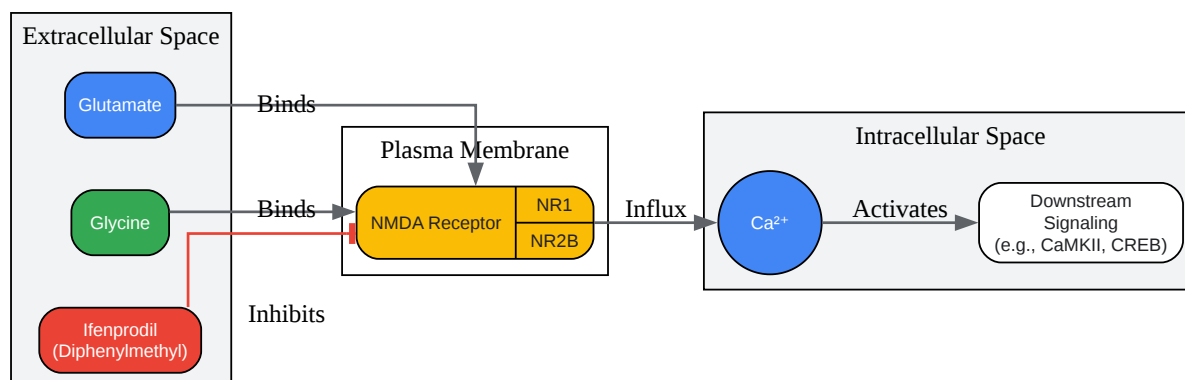 Extracellular Space
Glutamate
Binds
Plasma Membrane
Intracellular Space
Glycine
Binds
NMDA Receptor
NR1
NR2B
Influx
Ca²⁺
Activates
Downstream
Signaling
(e.g., CaMKII, CREB)
Inhibits
Ifenprodil
(Diphenylmethyl)